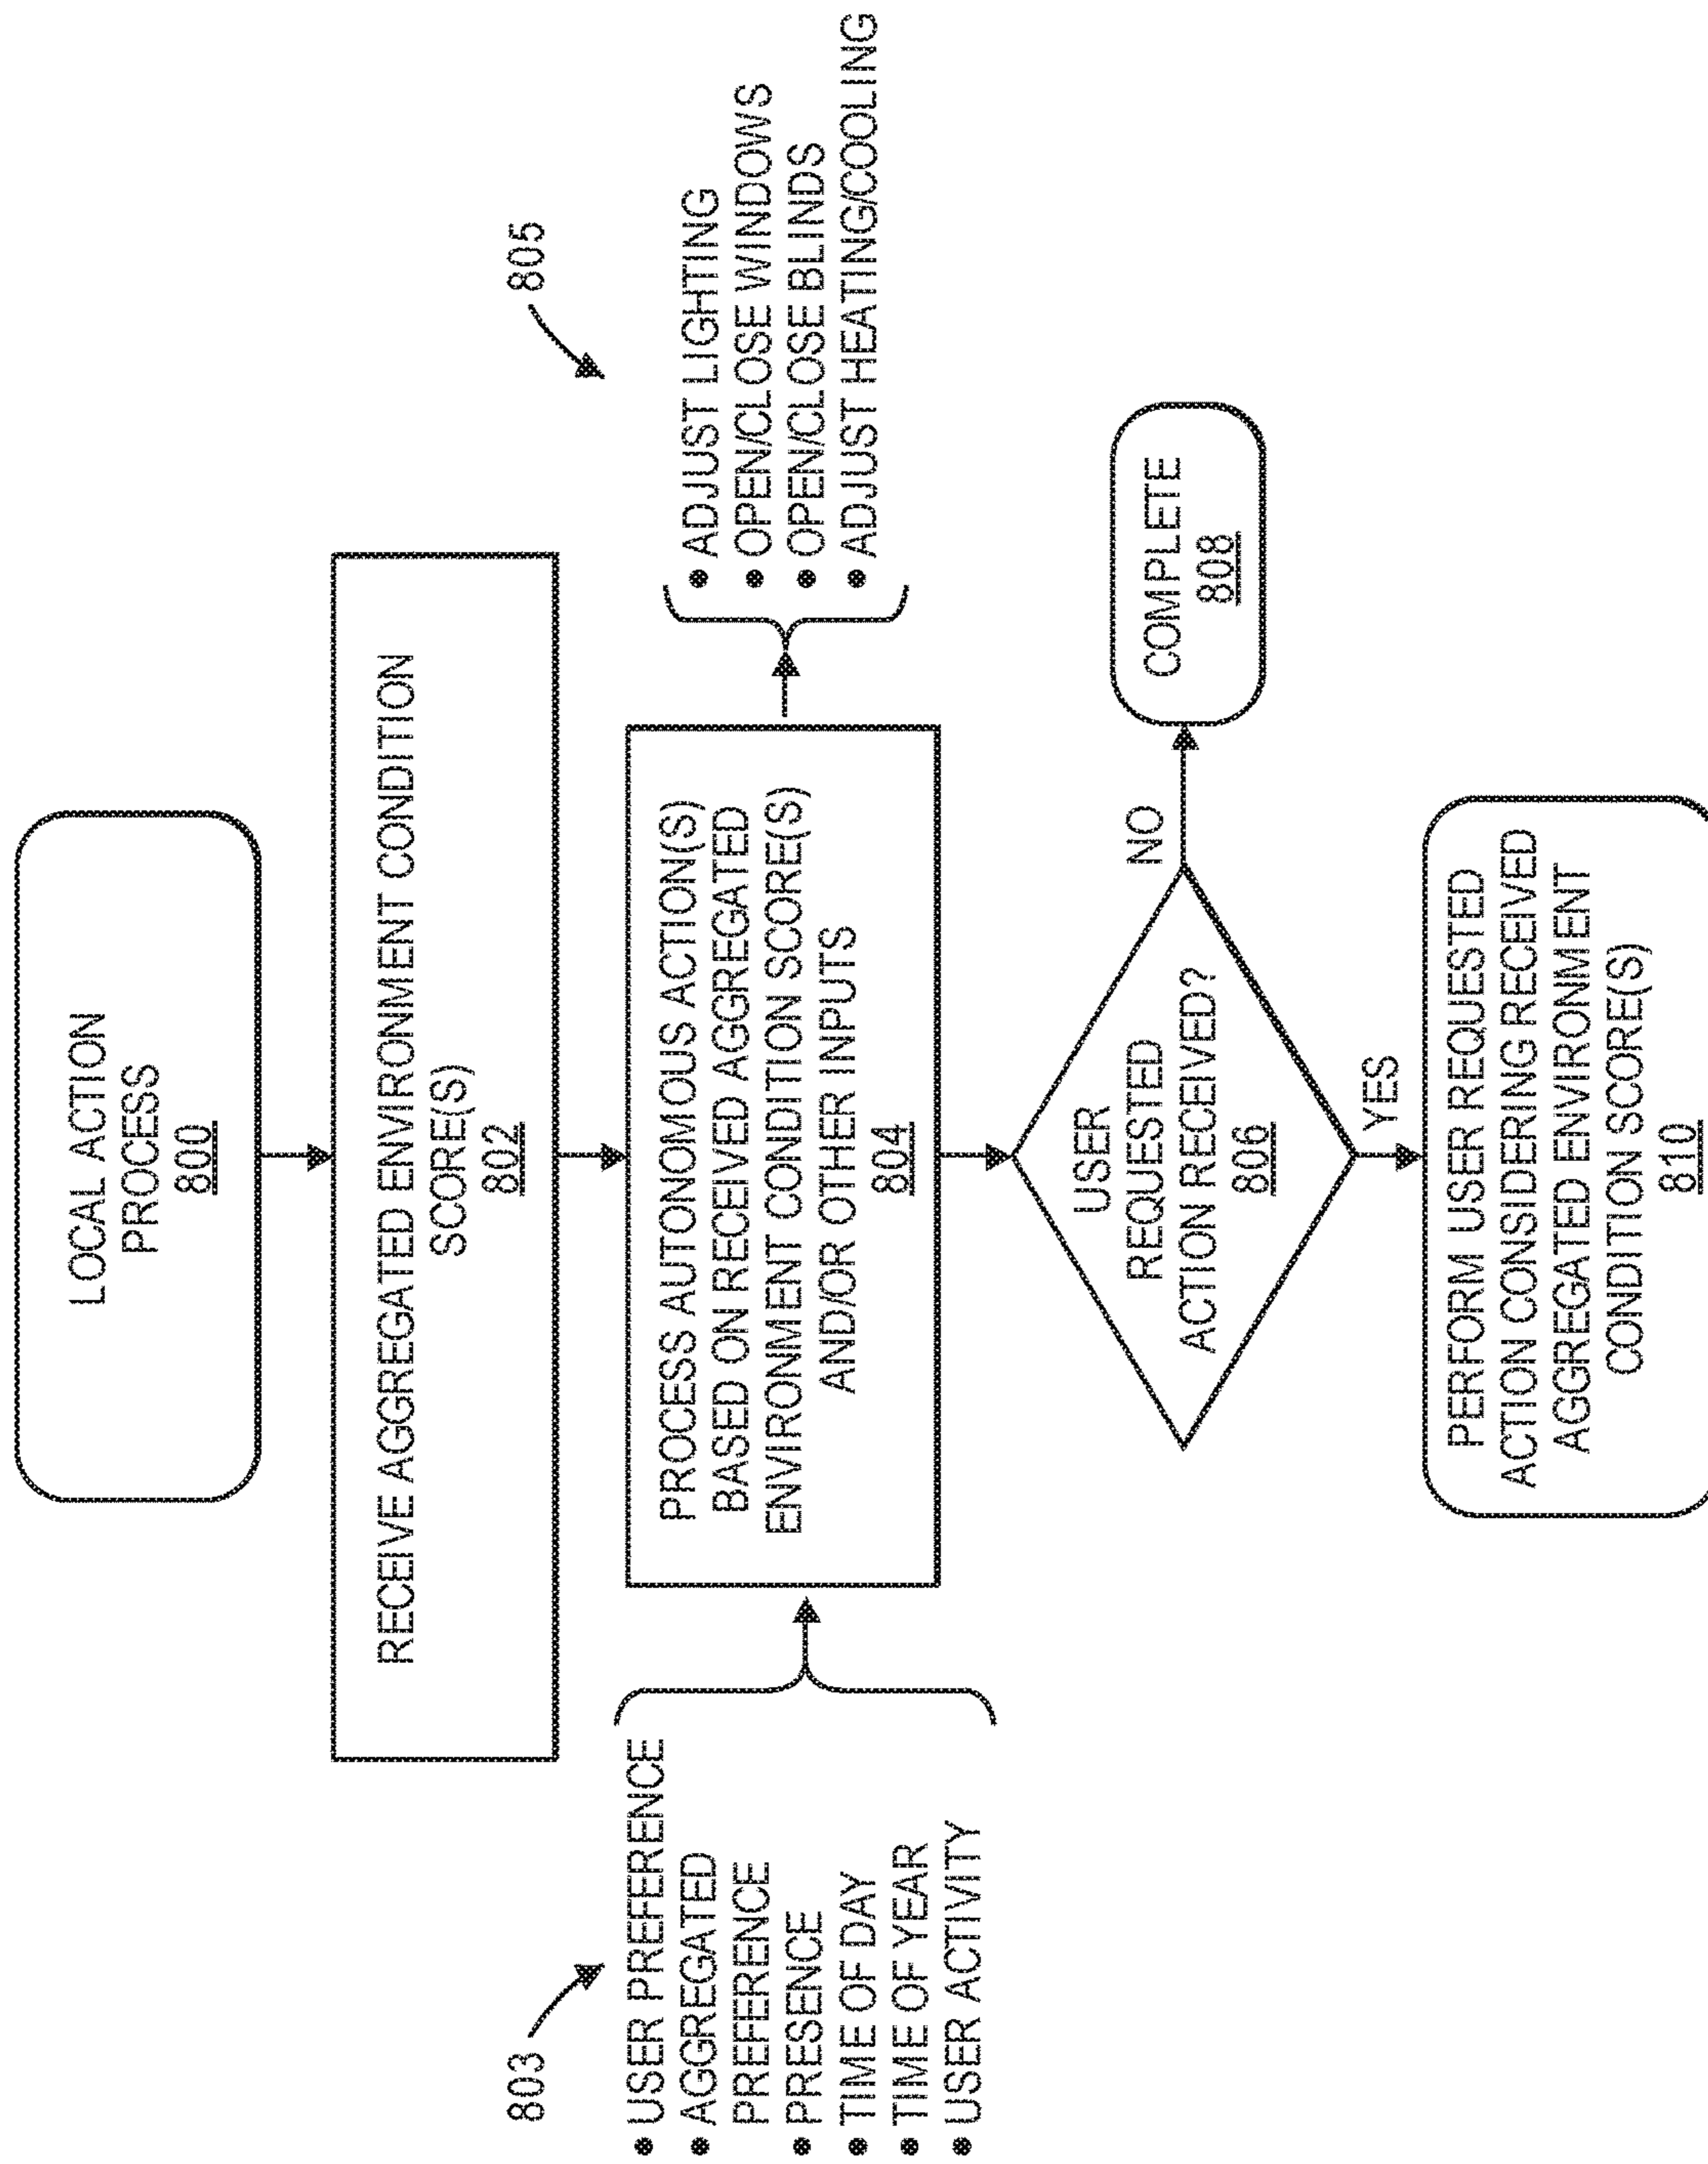 LOCAL ACTION
PROCESS
800
RECEIVE AGGREGATED ENVIRONMENT CONDITION
SCORE(S)
802
803
• USER PREFERENCE
• AGGREGATED
PREFERENCE
• PRESENCE
• TIME OF DAY
• TIME OF YEAR
• USER ACTIVITY
PROCESS AUTONOMOUS ACTION(S)
BASED ON RECEIVED AGGREGATED
ENVIRONMENT CONDITION SCORE(S)
AND/OR OTHER INPUTS
804
805
• ADJUST LIGHTING
• OPEN/CLOSE WINDOWS
• OPEN/CLOSE BLINDS
• ADJUST HEATING/COOLING
USER
REQUESTED
ACTION RECEIVED?
806
NO
COMPLETE
808
YES
PERFORM USER REQUESTED
ACTION CONSIDERING RECEIVED
AGGREGATED ENVIRONMENT
CONDITION SCORE(S)
810